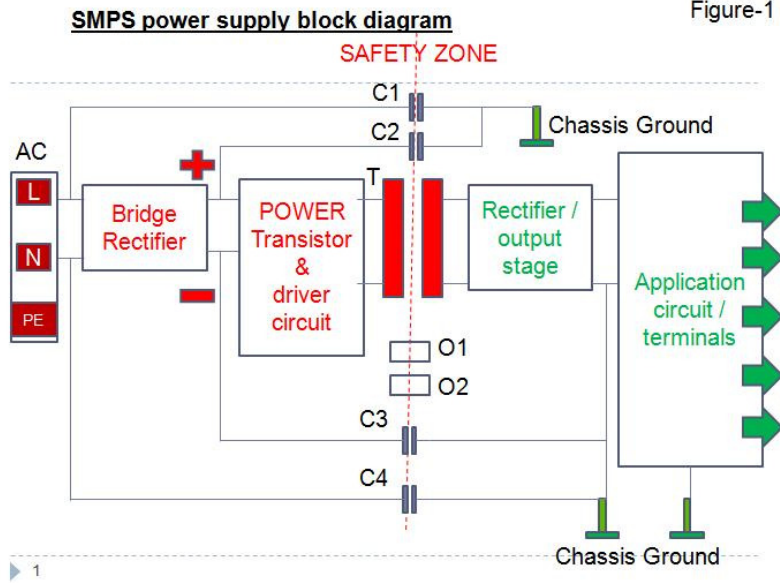 SMPS power supply block diagram
Figure-1
SAFETY ZONE
C1
C2
Chassis Ground
AC
L
N
PE
Bridge
Rectifier
POWER
Transistor
&
driver
circuit
T
Rectifier /
output
stage
Application
circuit /
terminals
O1
O2
C3
C4
Chassis Ground
1